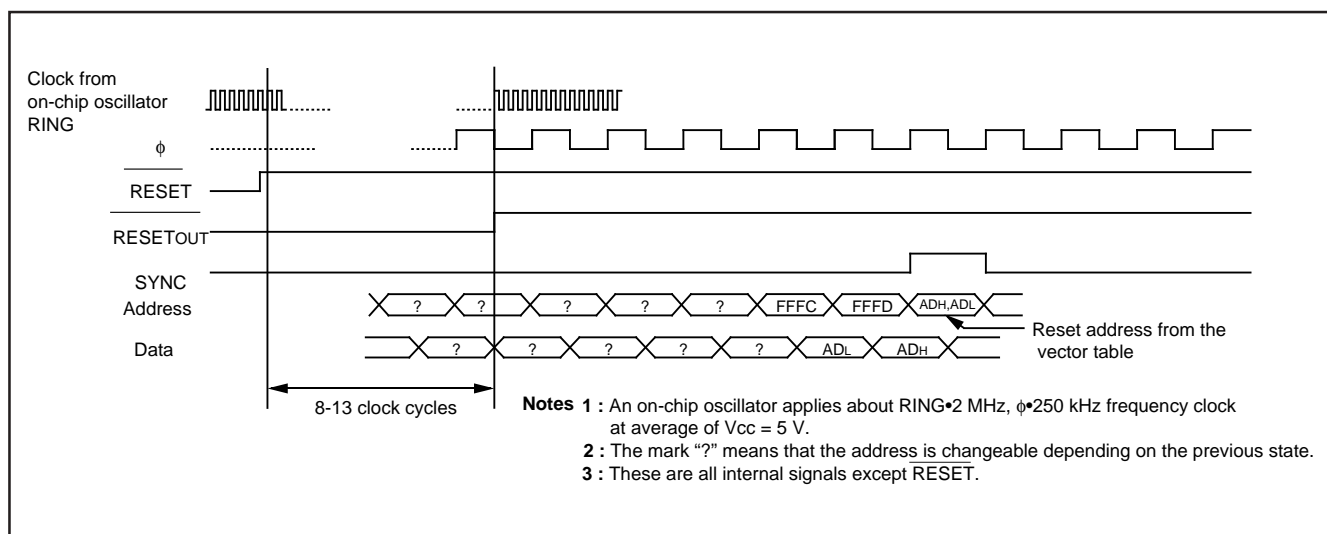 Clock from
on-chip oscillator
RING
ϕ
RESET
RESETOUT
SYNC
Address
? ? ? ? ? FFFC FFFD ADH,ADL
Data
? ? ? ? ? ADL ADH
Reset address from the
vector table
8-13 clock cycles
Notes 1 : An on-chip oscillator applies about RING•2 MHz, ϕ•250 kHz frequency clock
at average of Vcc = 5 V.
2 : The mark “?” means that the address is changeable depending on the previous state.
3 : These are all internal signals except RESET.